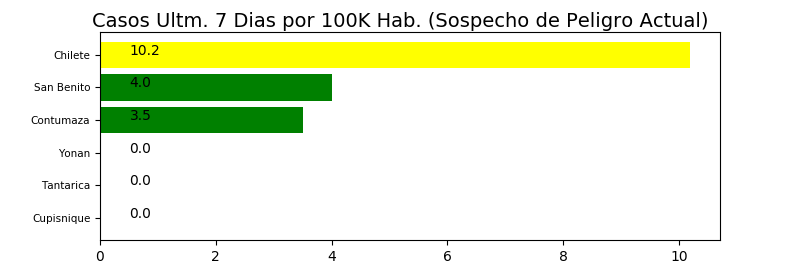 Casos Ultm. 7 Dias por 100K Hab. (Sospecho de Peligro Actual)
Chilete 10.2
San Benito 4.0
Contumaza 3.5
Yonan 0.0
Tantarica 0.0
Cupisnique 0.0
0 2 4 6 8 10